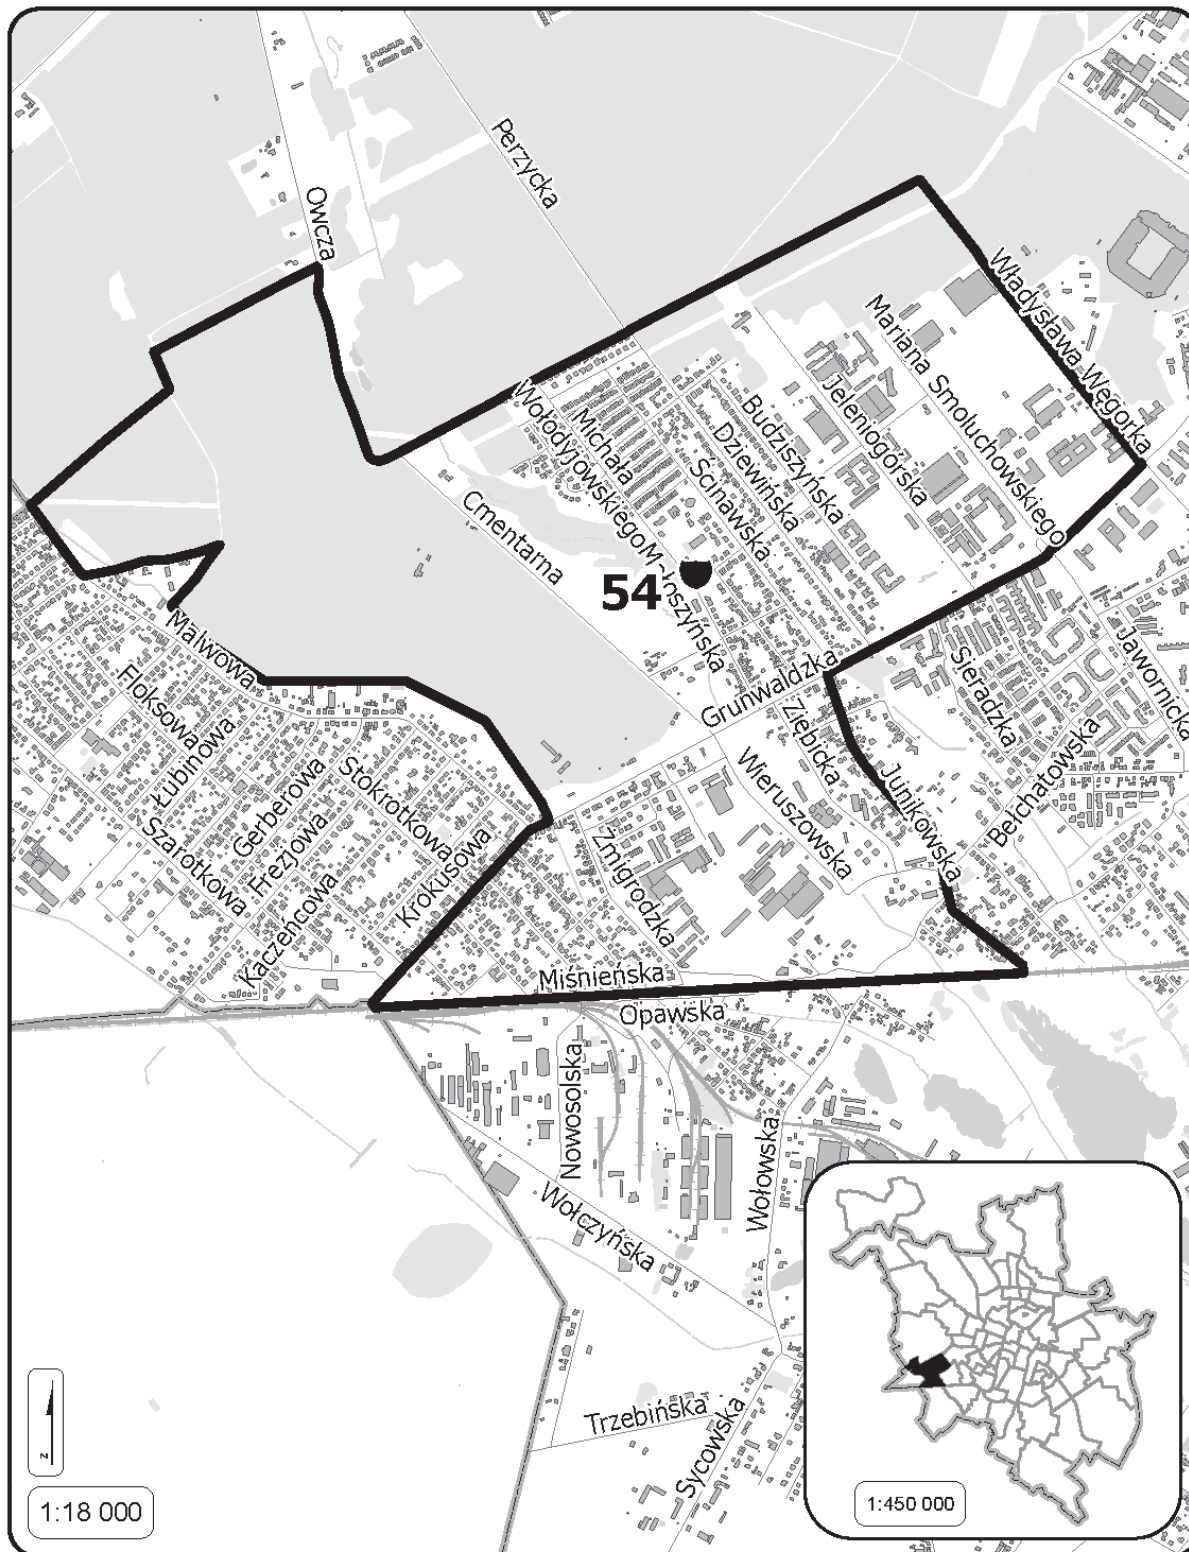 Perzycka
Owcza
Władysława Węgorka
Mariana Smoluchowskiego
Jeleniogórska
Budziszyńska
Dziewińska
Ścinawska
Michała
Wołodyjowskiego
Cmentarna
54
Grunwaldzka
Ziębicka
Wieruszowska
Junikowska
Sieradzka
Bełchatowska
Jawornicka
Malwowa
Floksowa
Łubinowa
Szarotkowa
Gerberowa
Frezjowa
Kaczeńcowa
Stokrotkowa
Krokusowa
Żmigrodzka
Miśnieńska
Opawska
Nowosolska
Wołczyńska
Wołowska
Trzebińska
Sycowska
N
1:18 000
1:450 000